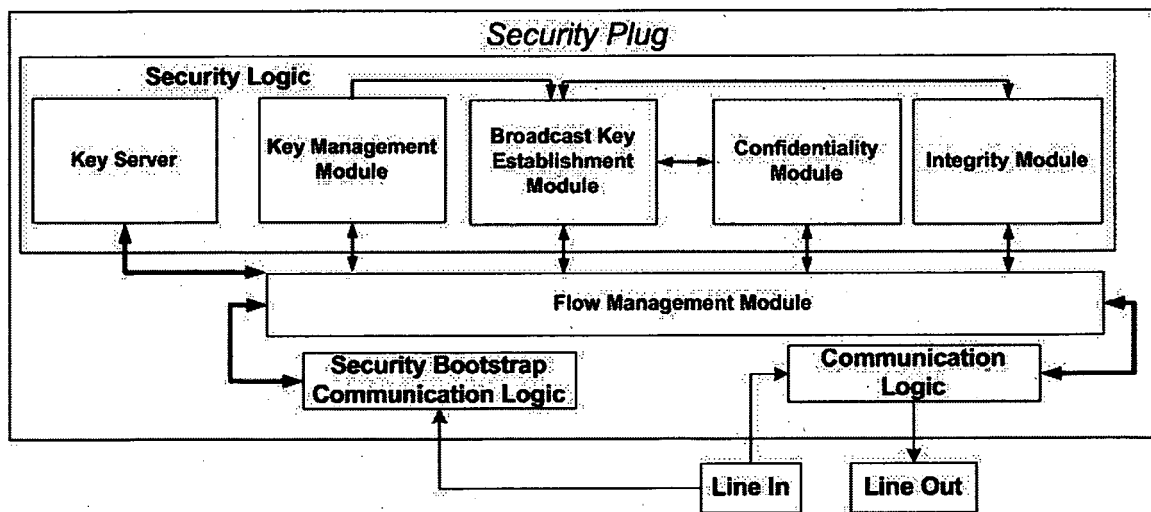 Security Plug
Security Logic
Key Server
Key Management
Module
Broadcast Key
Establishment
Module
Confidentiality
Module
Integrity Module
Flow Management Module
Security Bootstrap
Communication Logic
Communication
Logic
Line In
Line Out